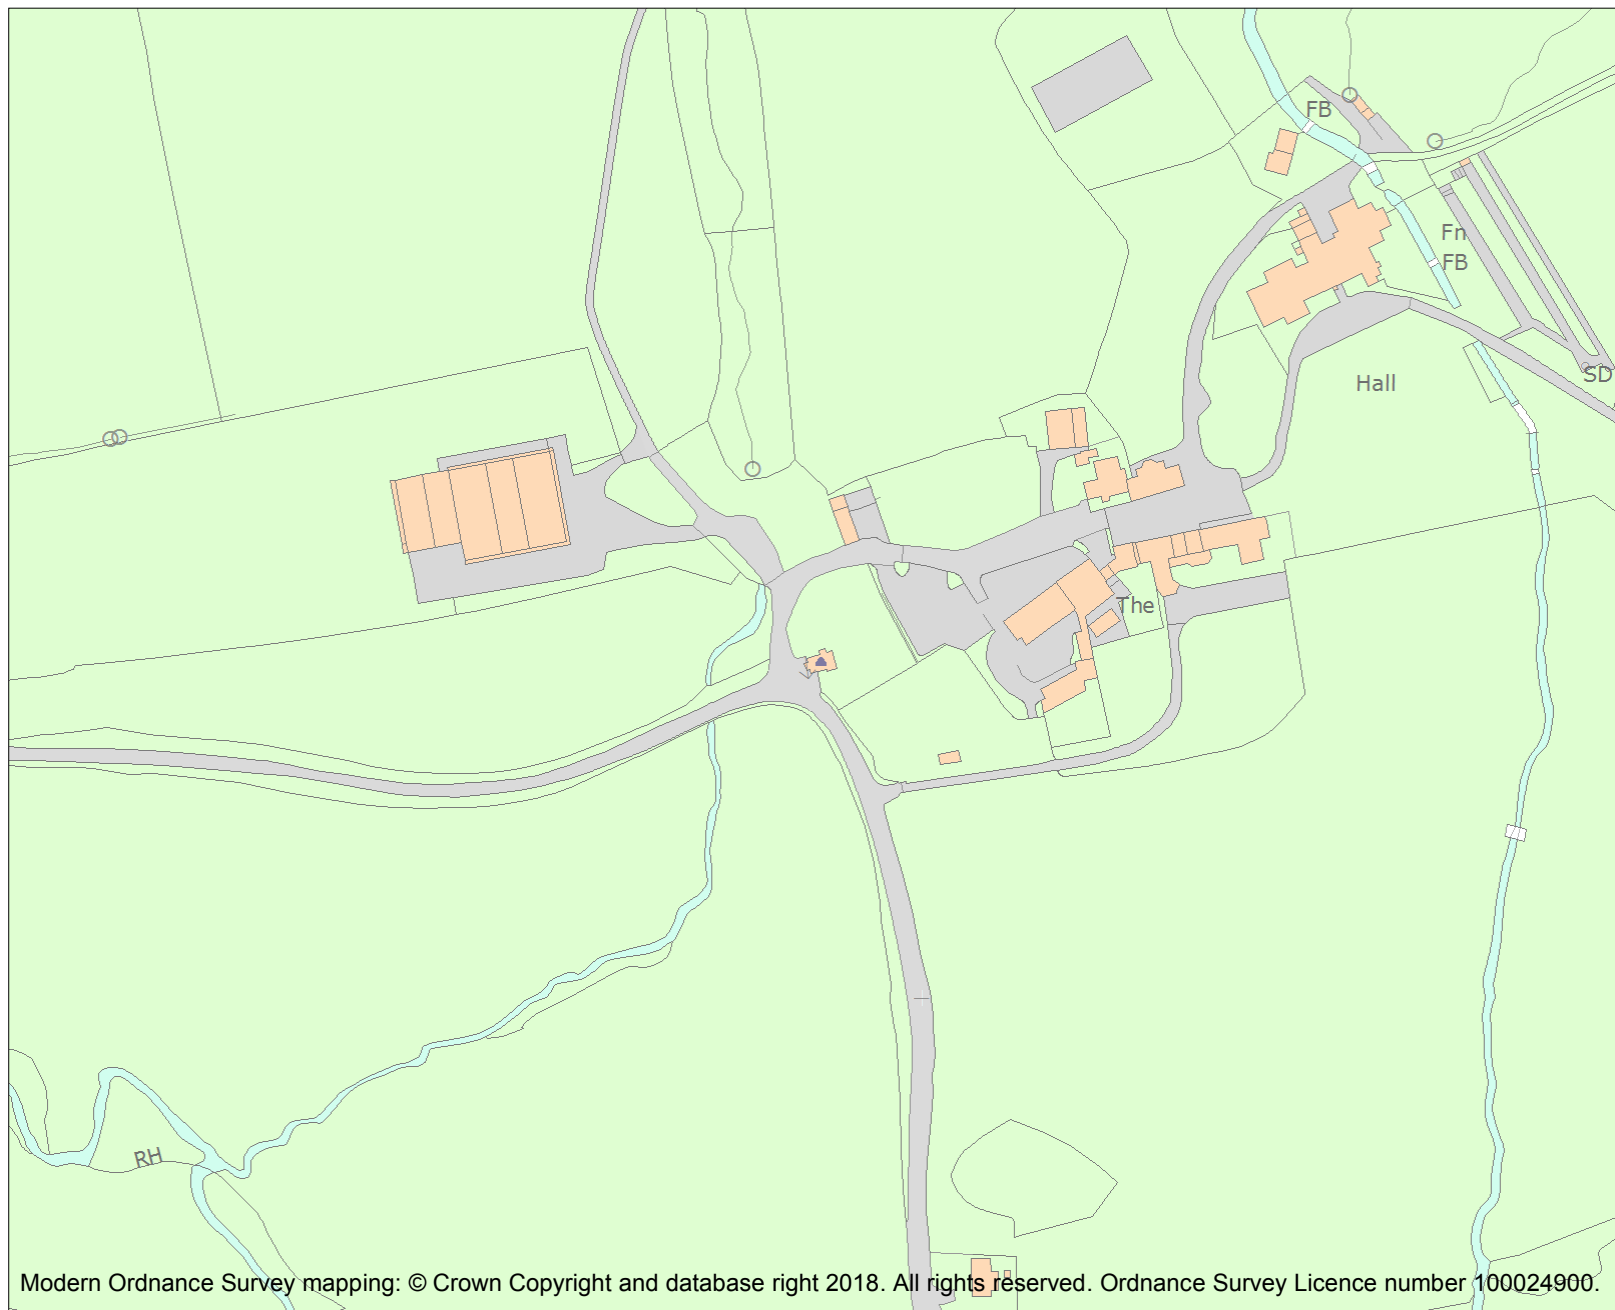 FB
Fn
FB
SD
Hall
The
RH
Modern Ordnance Survey mapping: © Crown Copyright and database right 2018. All rights reserved. Ordnance Survey Licence number 100024900.